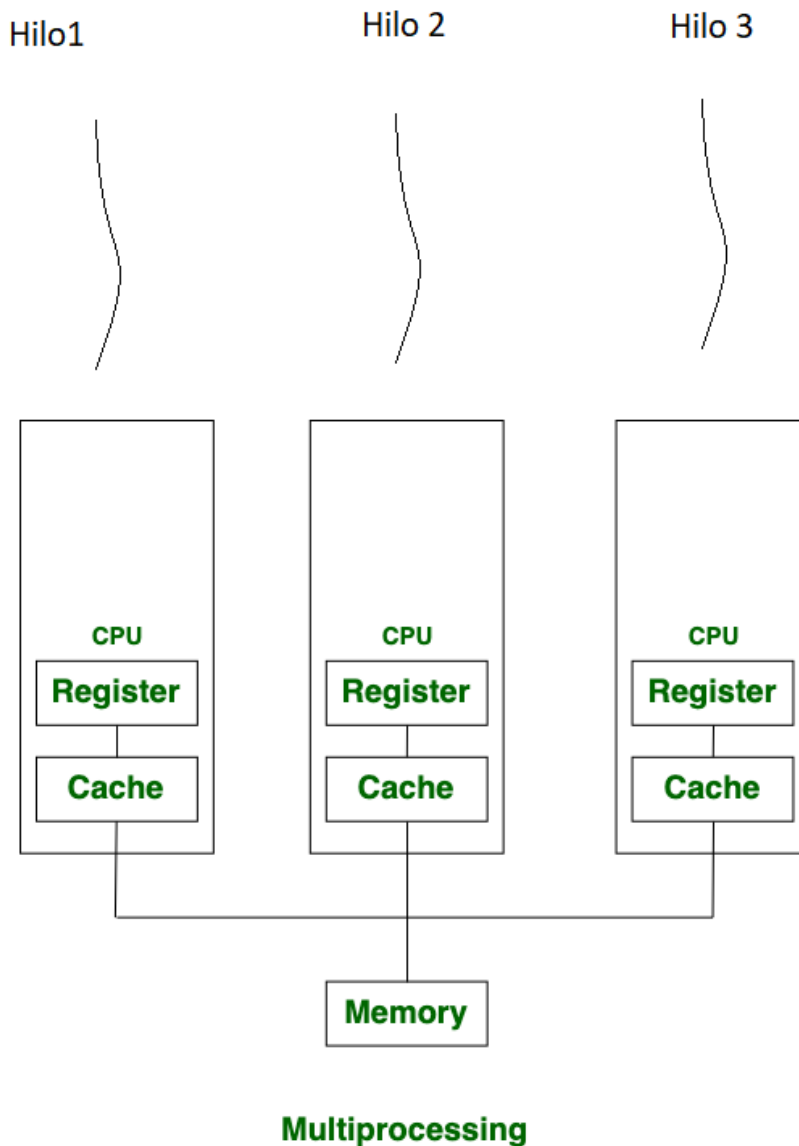 Hilo1
Hilo 2
Hilo 3
CPU
CPU
CPU
Register
Register
Register
Cache
Cache
Cache
Memory
Multiprocessing